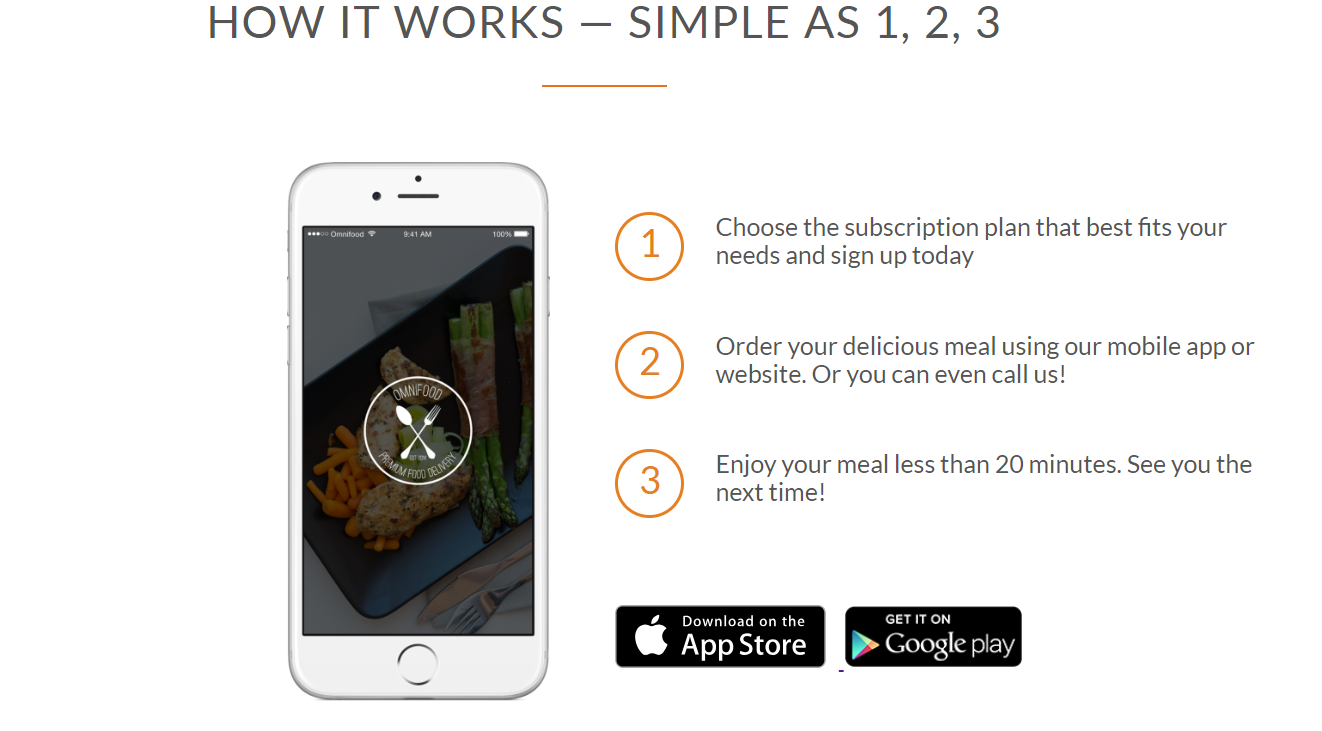 HOW IT WORKS — SIMPLE AS 1, 2, 3
Omnifood 9:41 AM 100%
OMNIFOOD
PREMIUM FOOD DELIVERY
1
Choose the subscription plan that best fits your
needs and sign up today
2
Order your delicious meal using our mobile app or
website. Or you can even call us!
3
Enjoy your meal less than 20 minutes. See you the
next time!
Download on the
App Store
GET IT ON
Google play